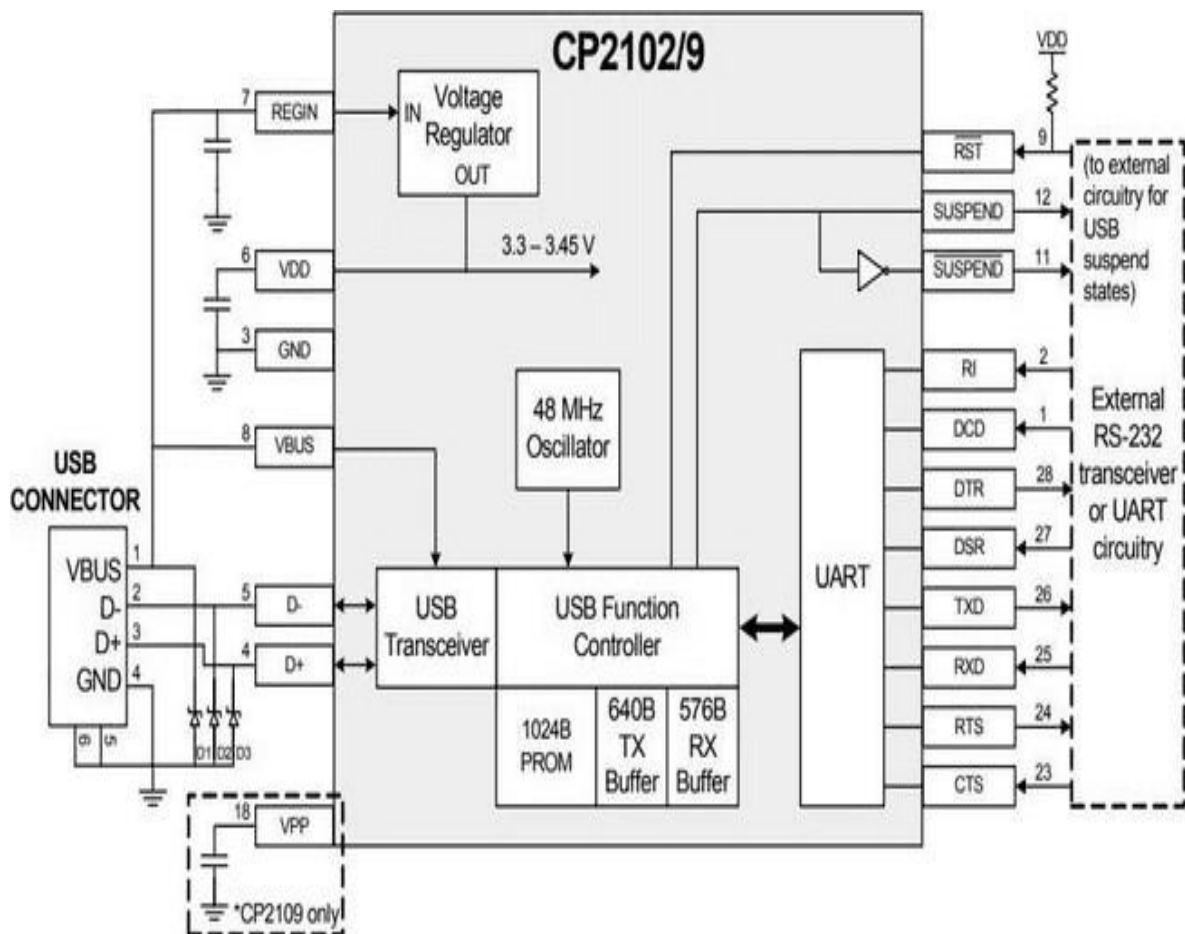 CP2102/9
7
REGIN
IN
Voltage
Regulator
OUT
VDD
9
RST
(to external
circuitry for
USB
suspend
states)
12
SUSPEND
11
SUSPEND
6
VDD
3.3 – 3.45 V
3
GND
48 MHz
Oscillator
8
VBUS
USB
CONNECTOR
1
VBUS
2
D-
3
D+
4
GND
6
5
D1
D2
D3
5
D-
4
D+
USB
Transceiver
USB Function
Controller
1024B
PROM
640B
TX
Buffer
576B
RX
Buffer
UART
RI
2
DCD
1
DTR
28
DSR
27
TXD
26
RXD
25
RTS
24
CTS
23
External
RS-232
transceiver
or UART
circuitry
18
VPP
*CP2109 only